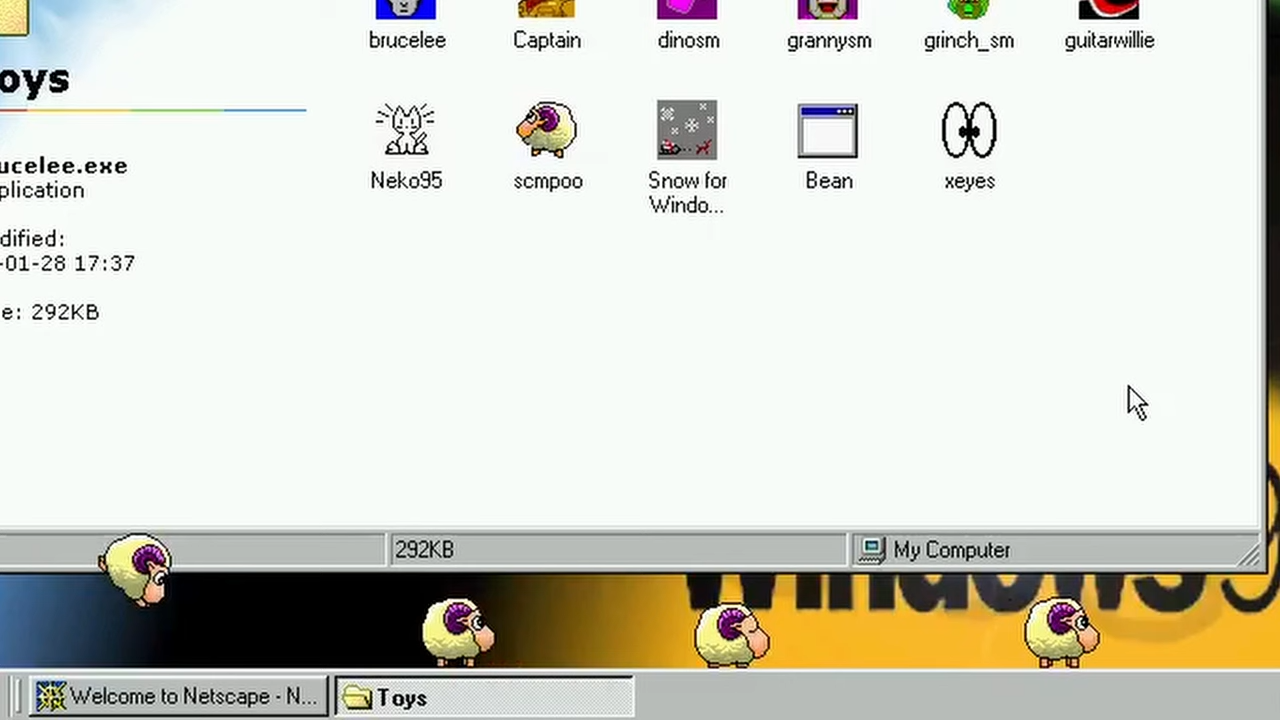 brucelee
Captain
dinosm
grannysm
grinch_sm
guitarwillie
oys
ucelee.exe
plication
dified:
-01-28 17:37
e: 292KB
Neko95
scmpoo
Snow for
Windo...
Bean
xeyes
292KB
My Computer
Windows9
Welcome to Netscape - N...
Toys